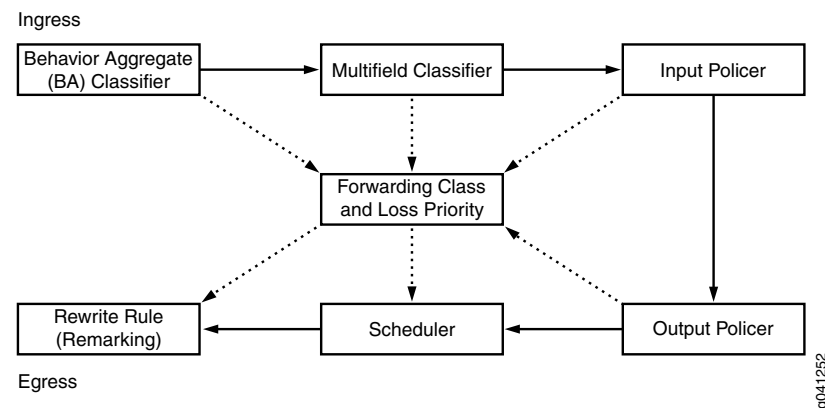 Ingress
Behavior Aggregate
(BA) Classifier
Multifield Classifier
Input Policer
Forwarding Class
and Loss Priority
Rewrite Rule
(Remarking)
Scheduler
Output Policer
Egress
g041252